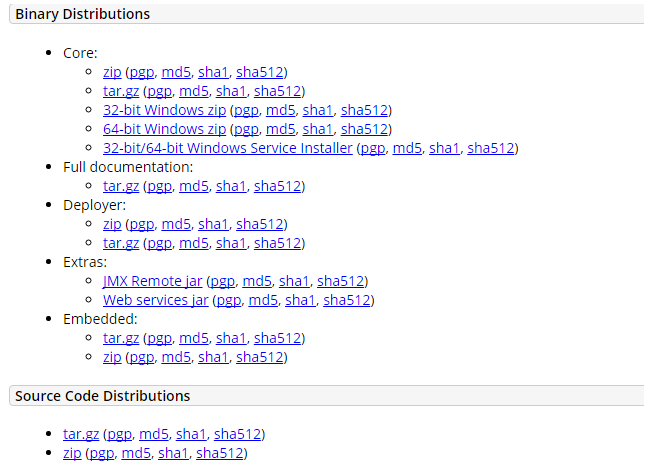 Binary Distributions
Core:
zip (pgp, md5, sha1, sha512)
tar.gz (pgp, md5, sha1, sha512)
32-bit Windows zip (pgp, md5, sha1, sha512)
64-bit Windows zip (pgp, md5, sha1, sha512)
32-bit/64-bit Windows Service Installer (pgp, md5, sha1, sha512)
Full documentation:
tar.gz (pgp, md5, sha1, sha512)
Deployer:
zip (pgp, md5, sha1, sha512)
tar.gz (pgp, md5, sha1, sha512)
Extras:
JMX Remote jar (pgp, md5, sha1, sha512)
Web services jar (pgp, md5, sha1, sha512)
Embedded:
tar.gz (pgp, md5, sha1, sha512)
zip (pgp, md5, sha1, sha512)
Source Code Distributions
tar.gz (pgp, md5, sha1, sha512)
zip (pgp, md5, sha1, sha512)